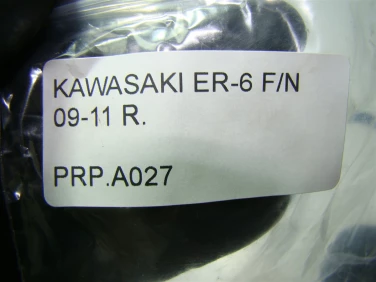 KAWASAKI ER-6 F/N
09-11 R.
PRP.A027